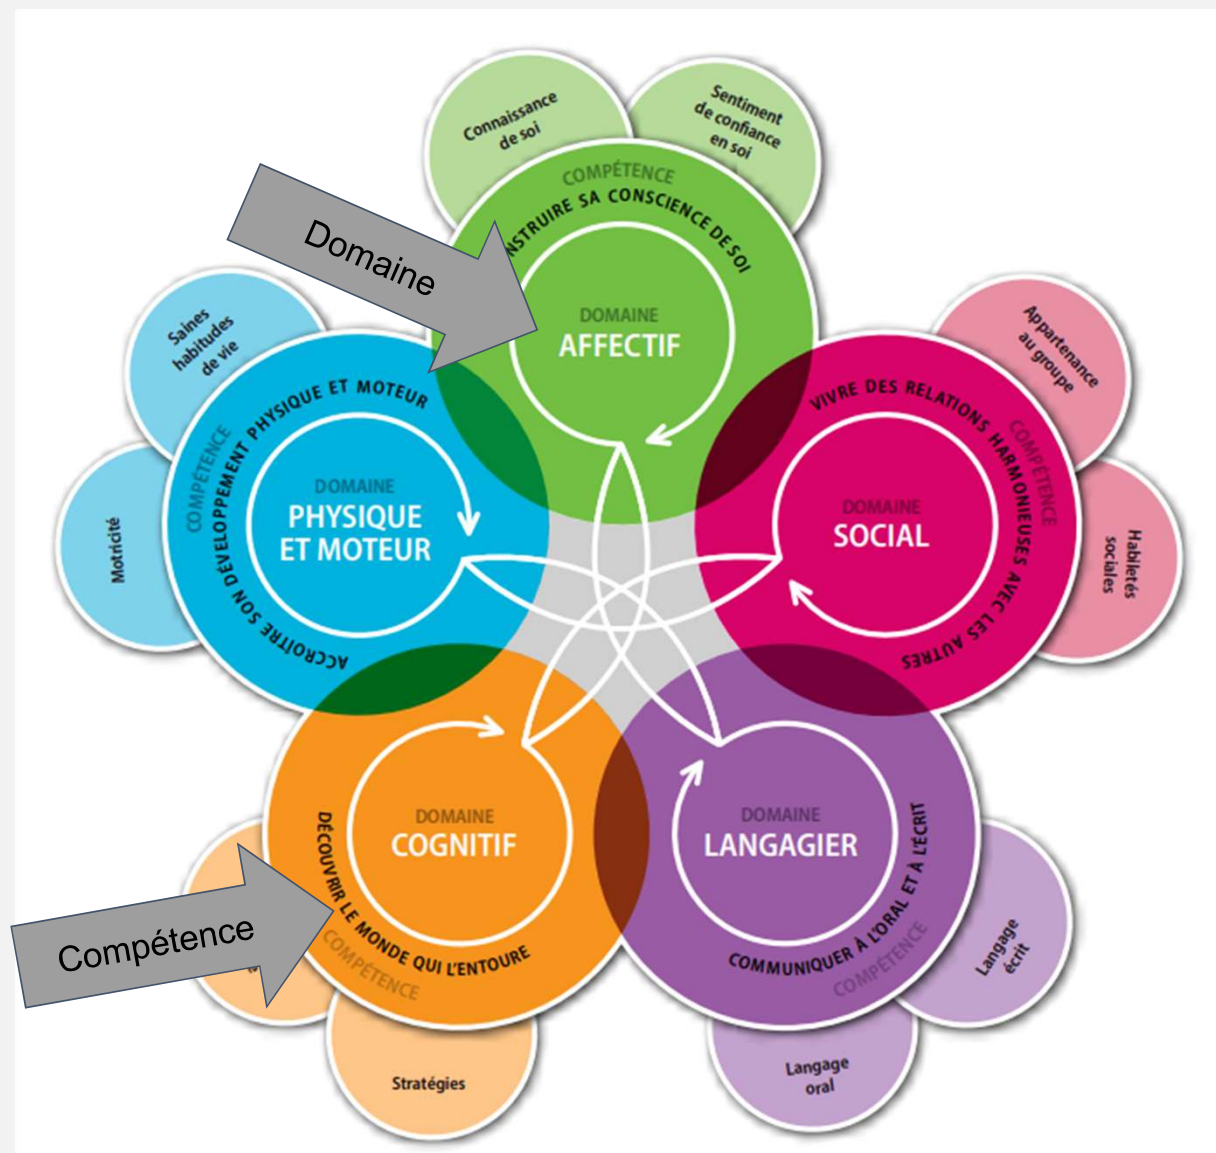 Connaissance
de soi
Sentiment
de confiance
en soi
COMPÉTENCE
NSTRUIRE SA CONSCIENCE DE SOI
Domaine
DOMAINE
AFFECTIF
Saines
habitudes
de vie
Motricité
COMPÉTENCE
ACCROÎTRE SON DÉVELOPPEMENT PHYSIQUE ET MOTEUR
DOMAINE
PHYSIQUE
ET MOTEUR
Appartenance
au groupe
Habiletés
sociales
COMPÉTENCE
VIVRE DES RELATIONS HARMONIEUSES AVEC LES AUTRES
DOMAINE
SOCIAL
DOMAINE
COGNITIF
DÉCOUVRIR LE MONDE QUI L'ENTOURE
COMPÉTENCE
Compétence
Stratégies
DOMAINE
LANGAGIER
COMMUNIQUER À L'ORAL ET À L'ÉCRIT
COMPÉTENCE
Langage
écrit
Langage
oral